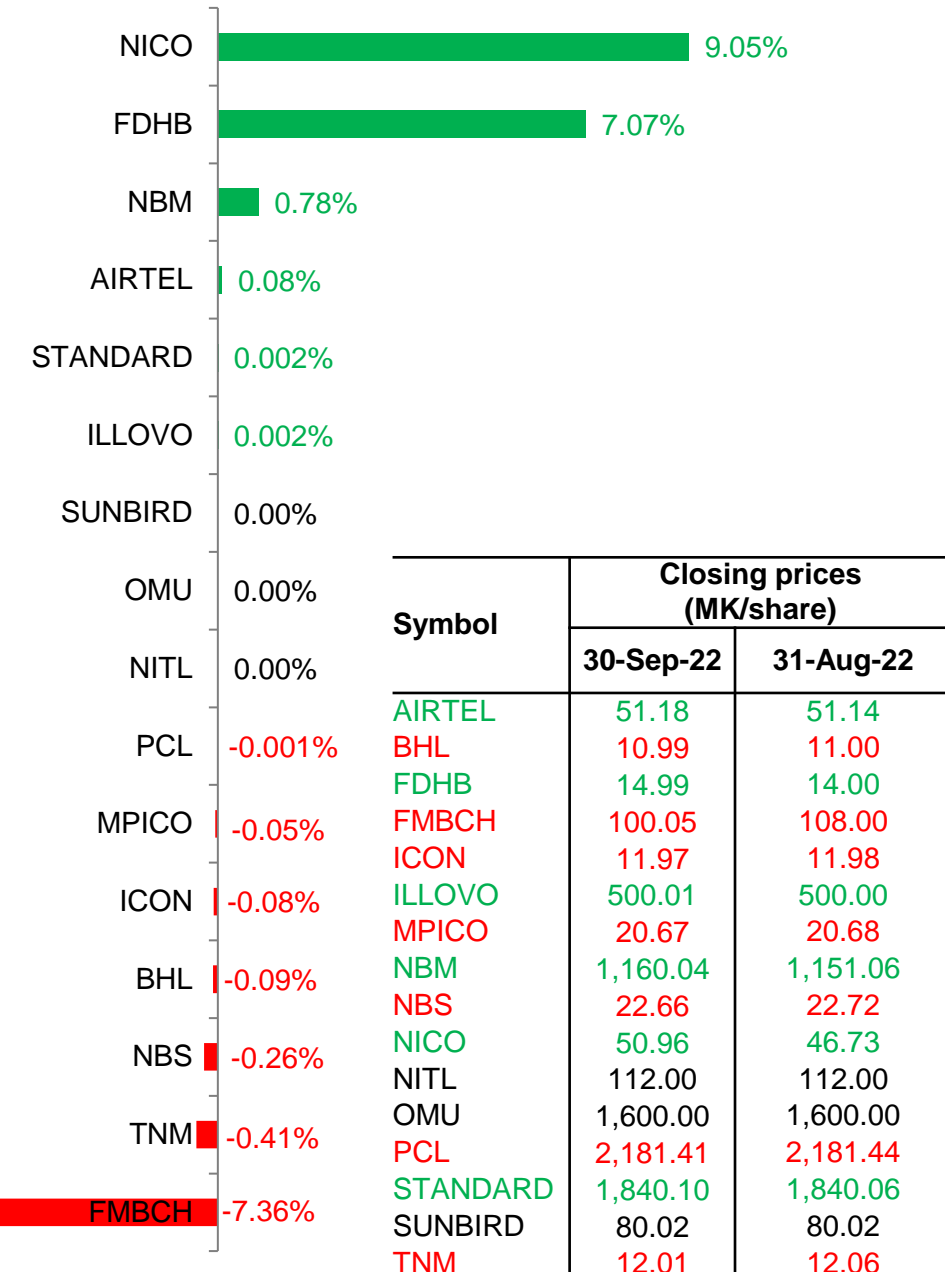 NICO 9.05%
FDHB 7.07%
NBM 0.78%
AIRTEL 0.08%
STANDARD 0.002%
ILLOVO 0.002%
SUNBIRD 0.00%
OMU 0.00%
NITL 0.00%
PCL -0.001%
MPICO -0.05%
ICON -0.08%
BHL -0.09%
NBS -0.26%
TNM -0.41%
FMBCH -7.36%
Symbol
Closing prices
(MK/share)
30-Sep-22 31-Aug-22
AIRTEL 51.18 51.14
BHL 10.99 11.00
FDHB 14.99 14.00
FMBCH 100.05 108.00
ICON 11.97 11.98
ILLOVO 500.01 500.00
MPICO 20.67 20.68
NBM 1,160.04 1,151.06
NBS 22.66 22.72
NICO 50.96 46.73
NITL 112.00 112.00
OMU 1,600.00 1,600.00
PCL 2,181.41 2,181.44
STANDARD 1,840.10 1,840.06
SUNBIRD 80.02 80.02
TNM 12.01 12.06